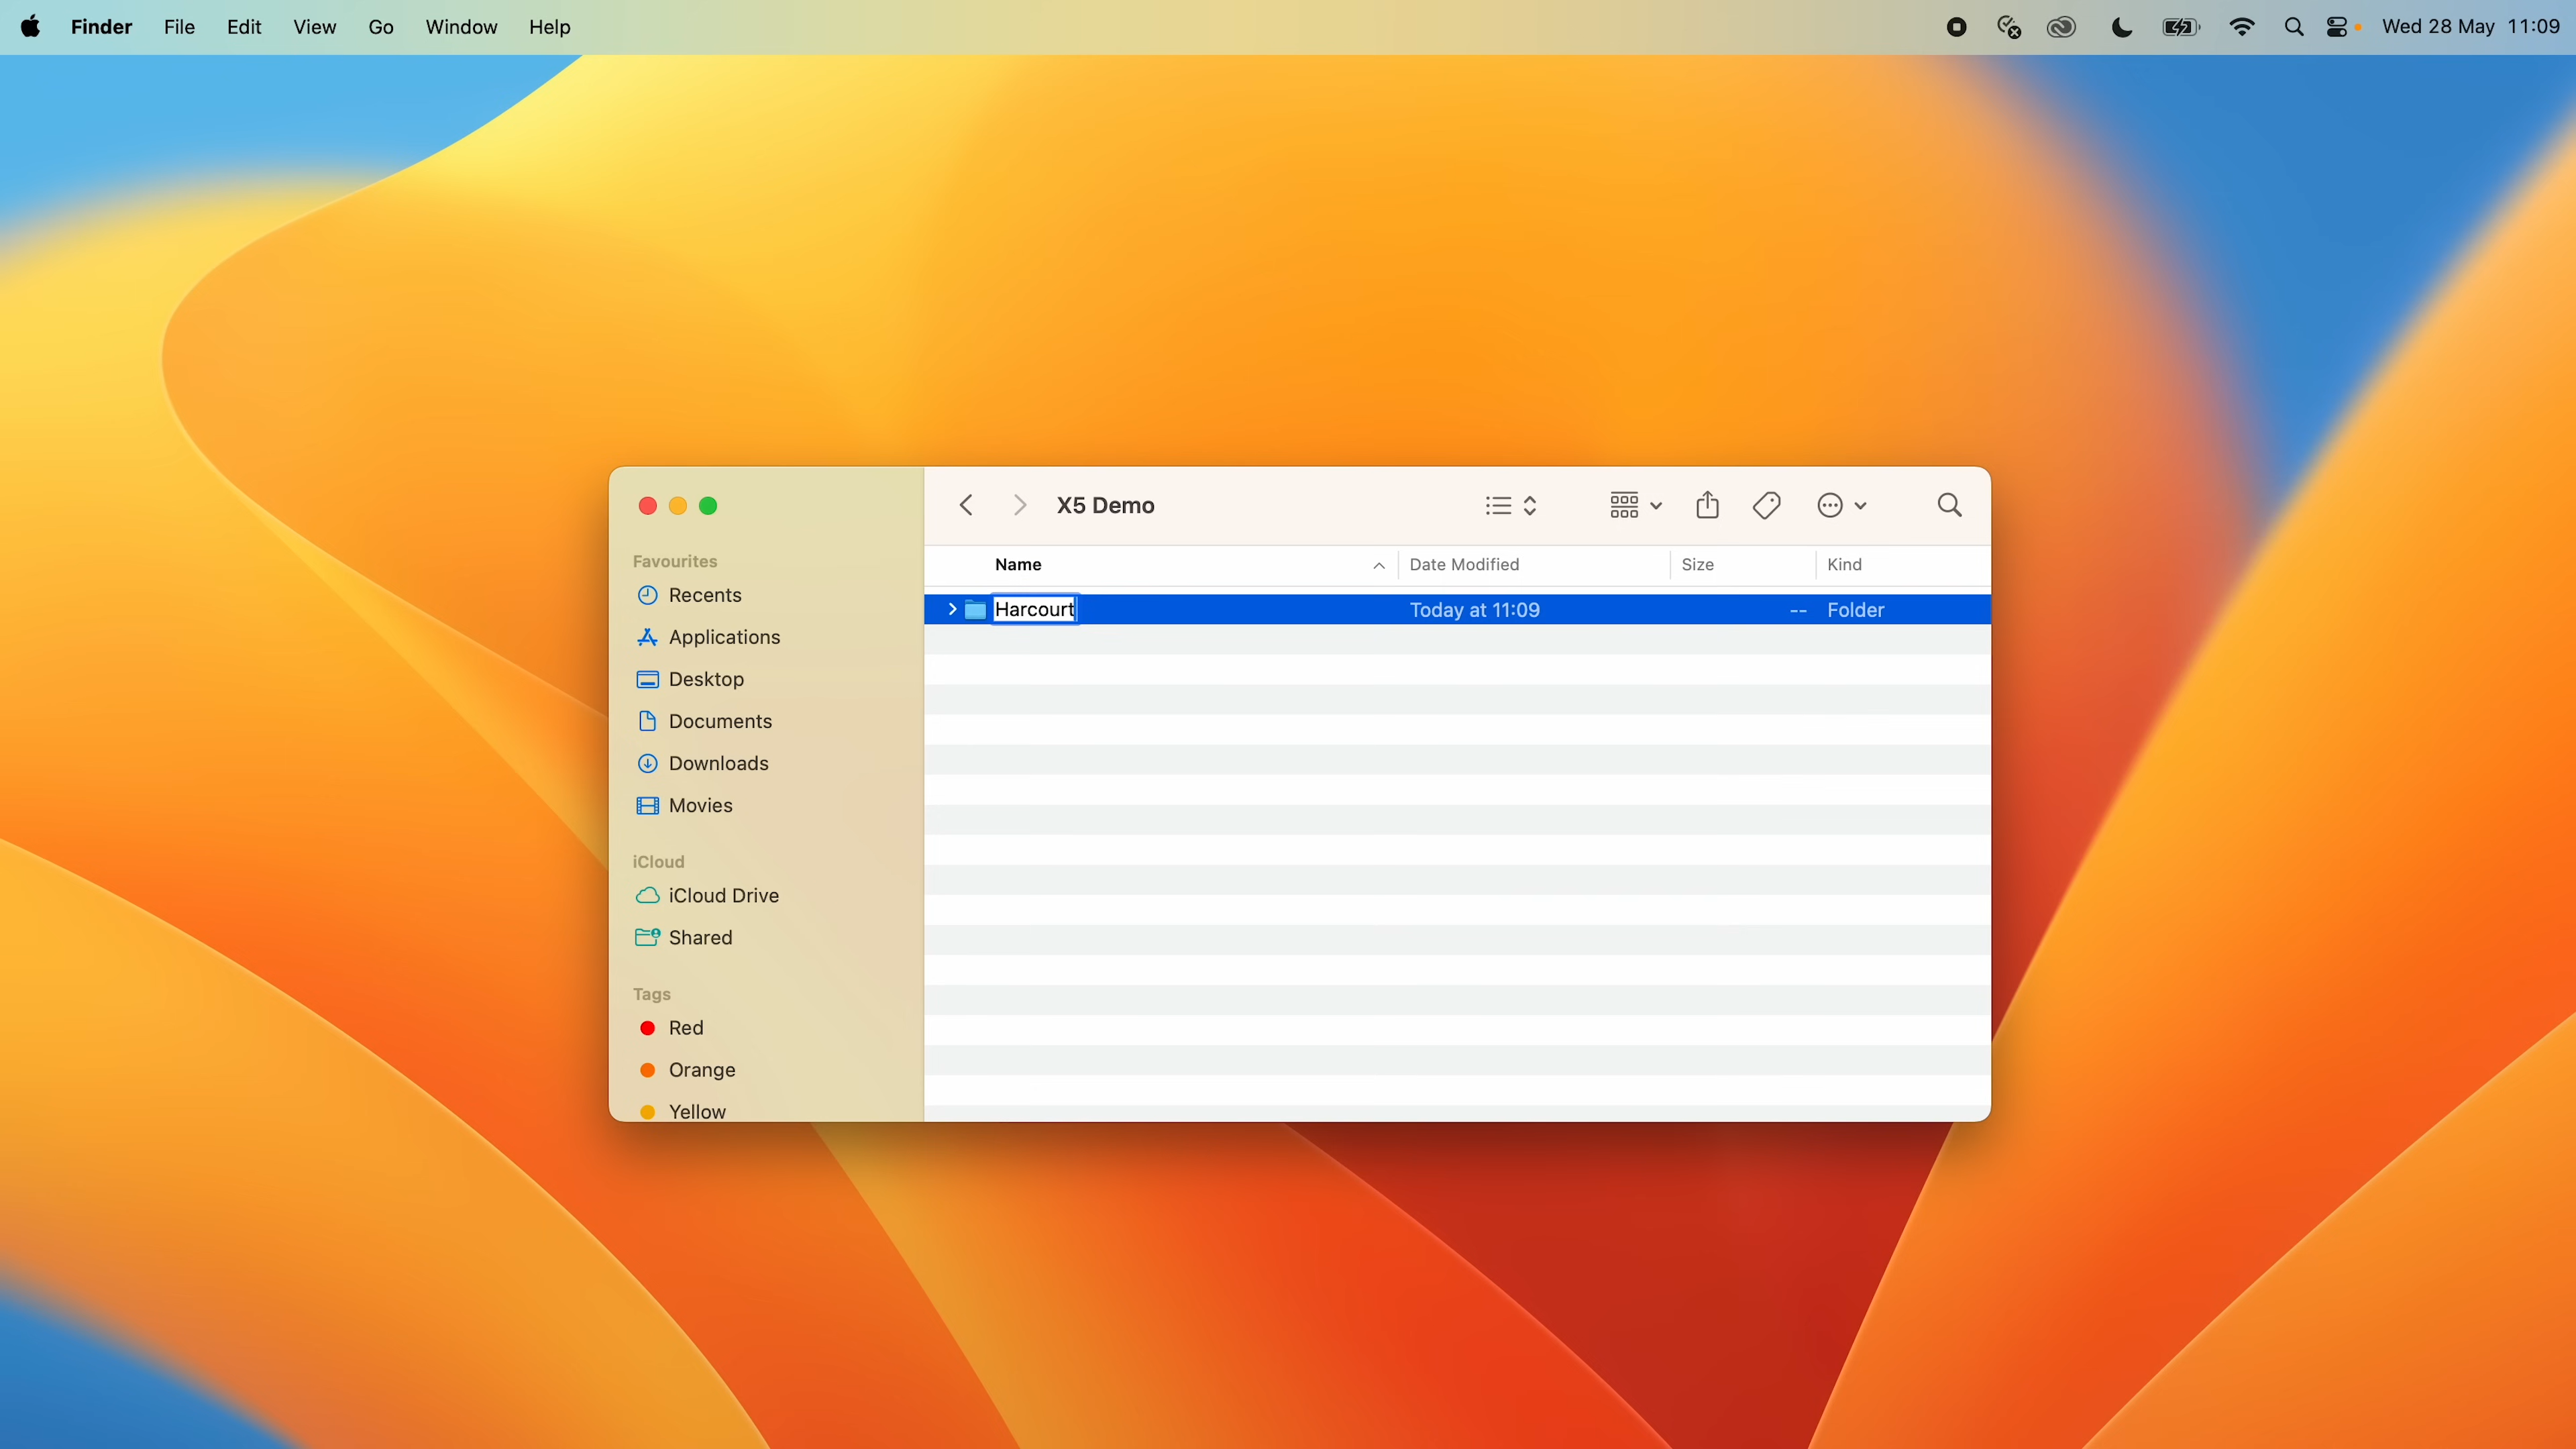 Finder File Edit View Go Window Help Wed 28 May 11:09
X5 Demo
Favourites
Recents
Applications
Desktop
Documents
Downloads
Movies
iCloud
iCloud Drive
Shared
Tags
Red
Orange
Yellow
Name Date Modified Size Kind
Harcourt Today at 11:09 -- Folder